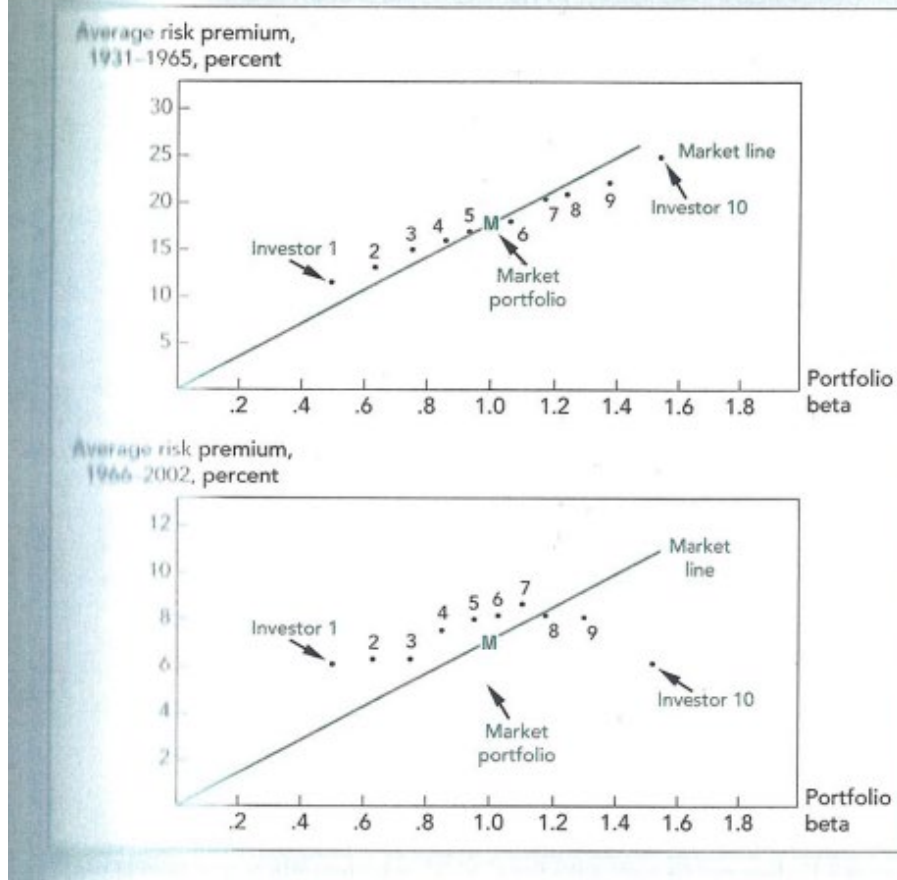 Average risk premium,
1931–1965, percent
30
25
20
15
10
5
Market line
Investor 10
Investor 1
2
3
4
5
M
6
7
8
9
Market
portfolio
.2 .4 .6 .8 1.0 1.2 1.4 1.6 1.8
Portfolio
beta
Average risk premium,
1966–2002, percent
12
10
8
6
4
2
Market
line
Investor 1
2
3
4
5
6
7
M
8
9
Investor 10
Market
portfolio
.2 .4 .6 .8 1.0 1.2 1.4 1.6 1.8
Portfolio
beta